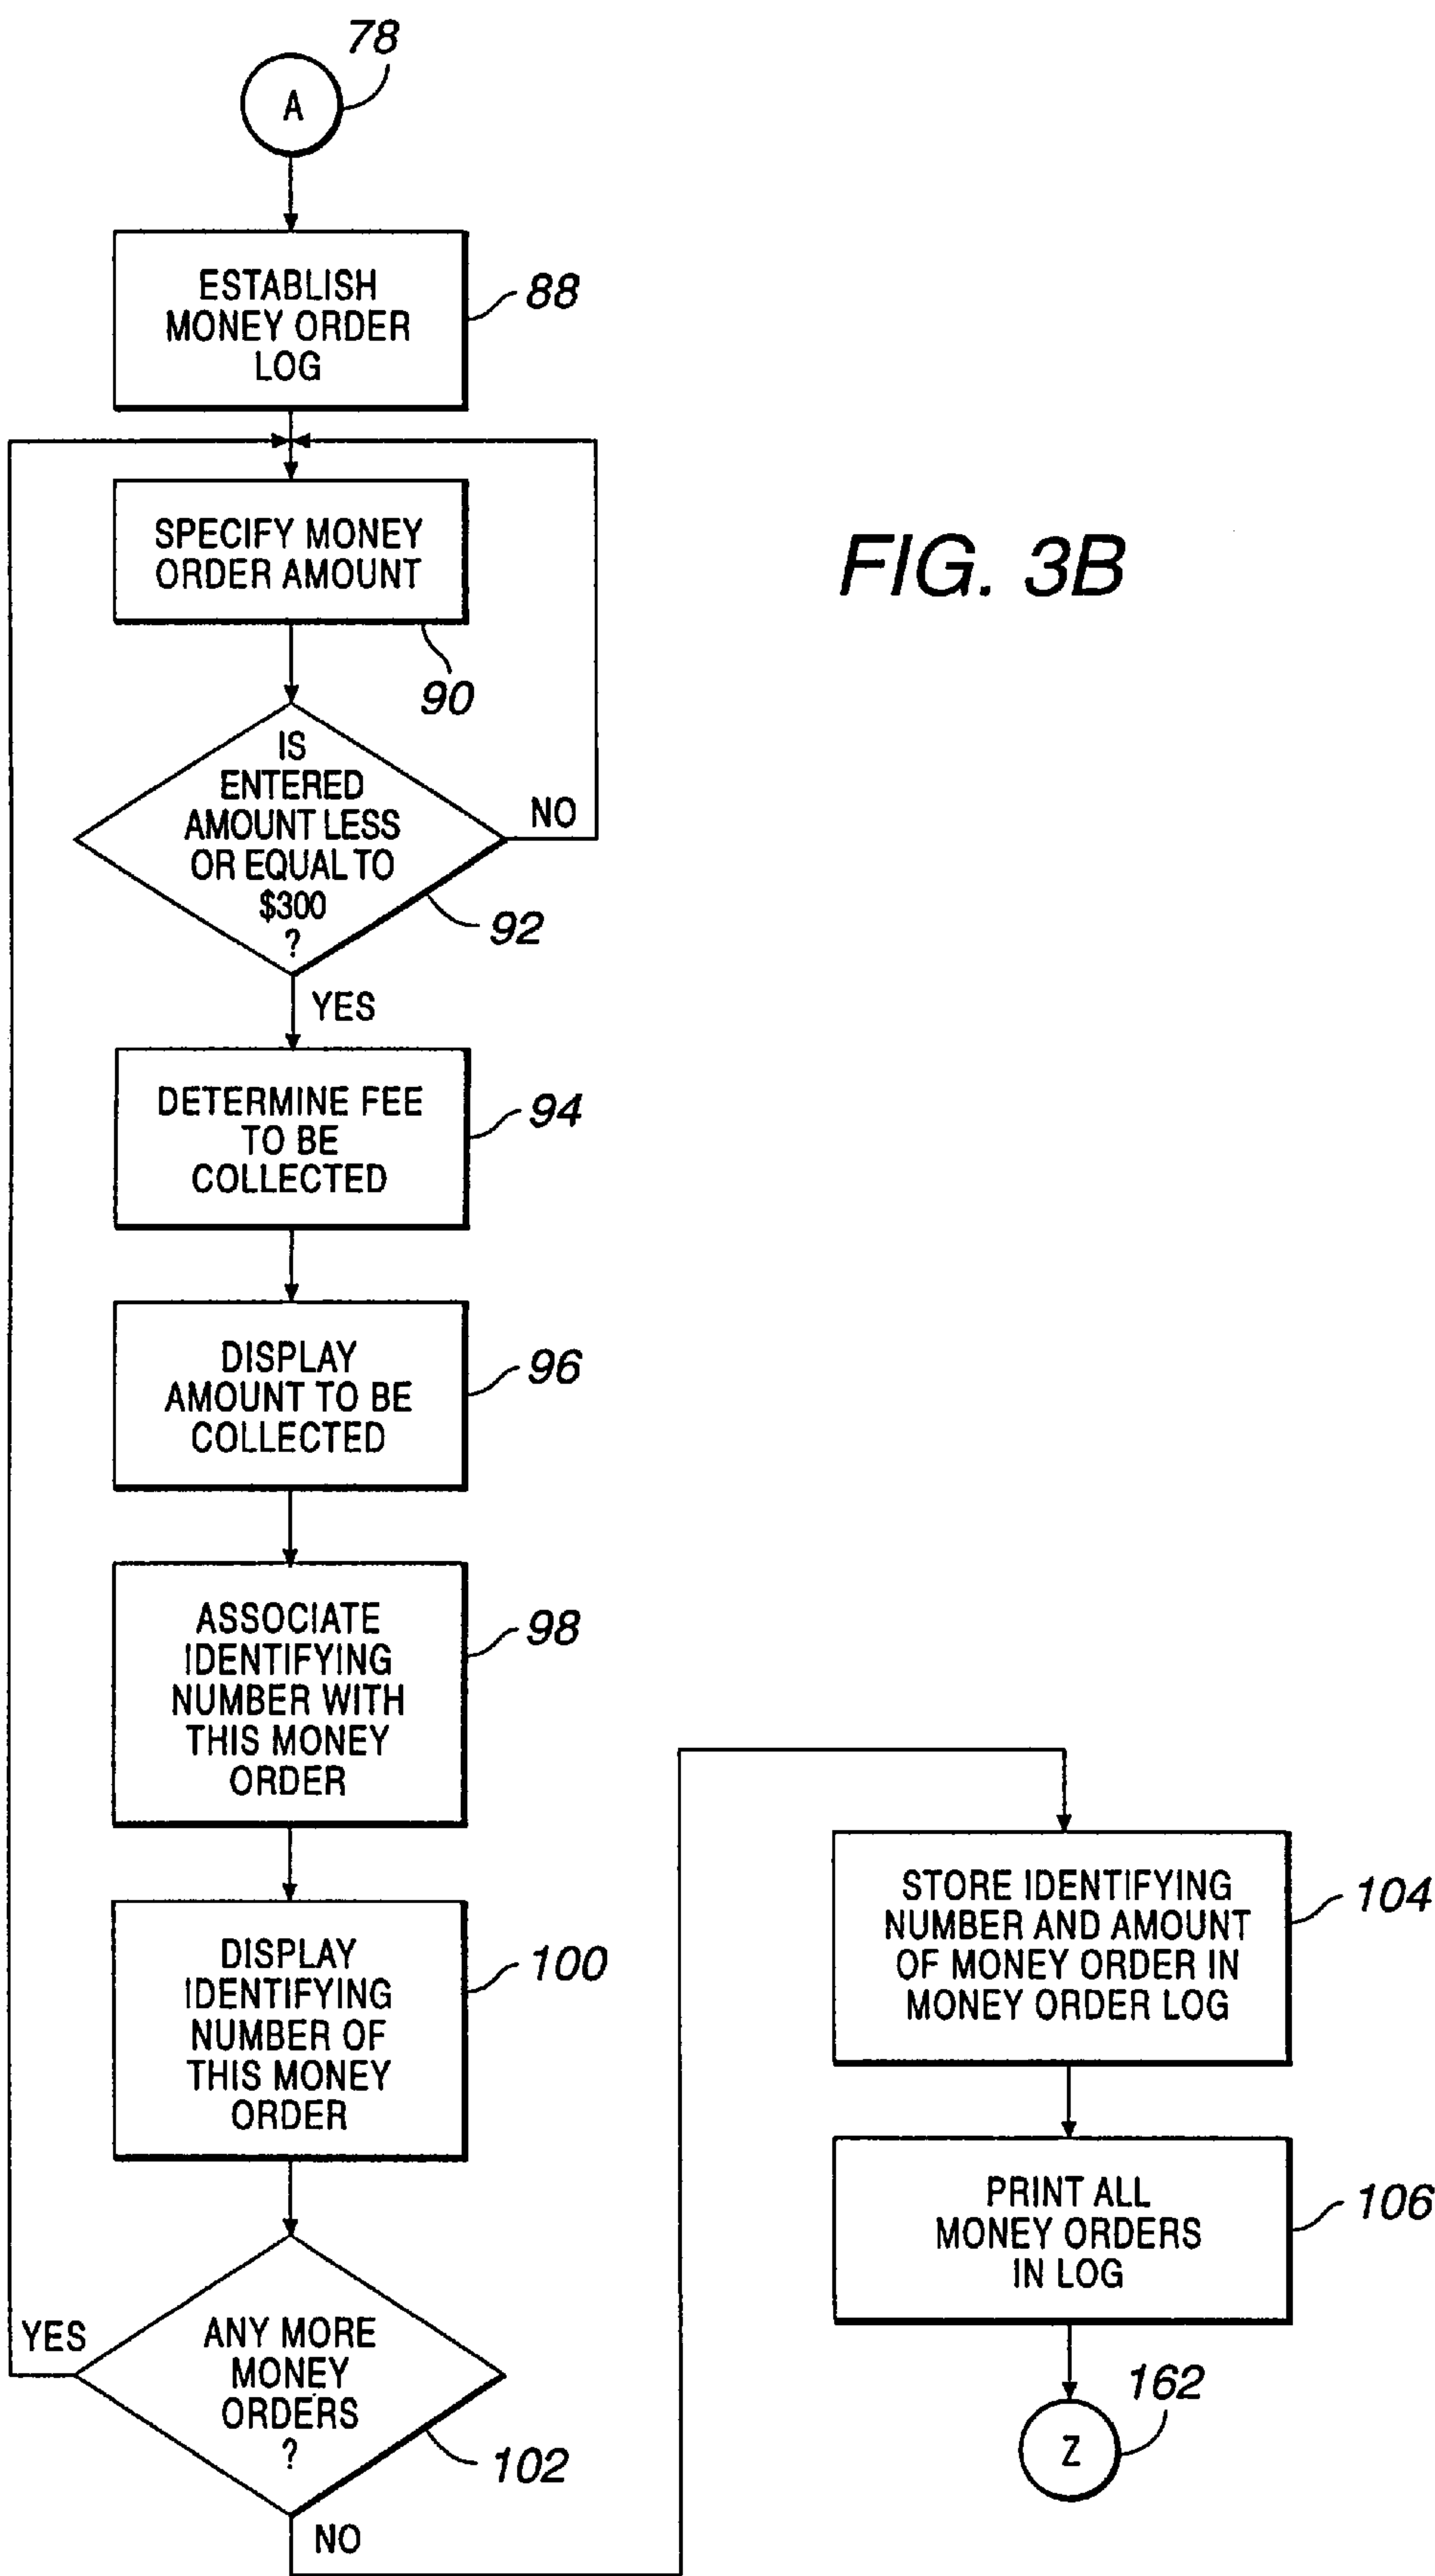 78
A
ESTABLISH
MONEY ORDER
LOG
88
SPECIFY MONEY
ORDER AMOUNT
90
FIG. 3B
IS
ENTERED
AMOUNT LESS
OR EQUAL TO
$300
?
NO
92
YES
DETERMINE FEE
TO BE
COLLECTED
94
DISPLAY
AMOUNT TO BE
COLLECTED
96
ASSOCIATE
IDENTIFYING
NUMBER WITH
THIS MONEY
ORDER
98
DISPLAY
IDENTIFYING
NUMBER OF
THIS MONEY
ORDER
100
YES
ANY MORE
MONEY
ORDERS
?
102
NO
STORE IDENTIFYING
NUMBER AND AMOUNT
OF MONEY ORDER IN
MONEY ORDER LOG
104
PRINT ALL
MONEY ORDERS
IN LOG
106
162
Z